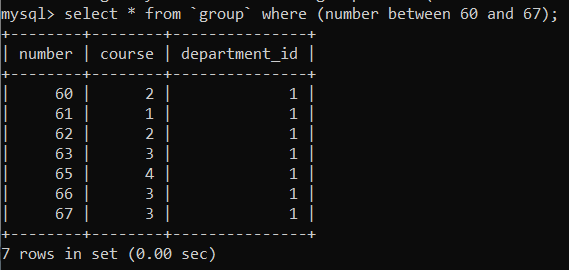 mysql> select * from `group` where (number between 60 and 67);
+--------+--------+---------------+
| number | course | department_id |
+--------+--------+---------------+
|     60 |      2 |             1 |
|     61 |      1 |             1 |
|     62 |      2 |             1 |
|     63 |      3 |             1 |
|     65 |      4 |             1 |
|     66 |      3 |             1 |
|     67 |      3 |             1 |
+--------+--------+---------------+
7 rows in set (0.00 sec)